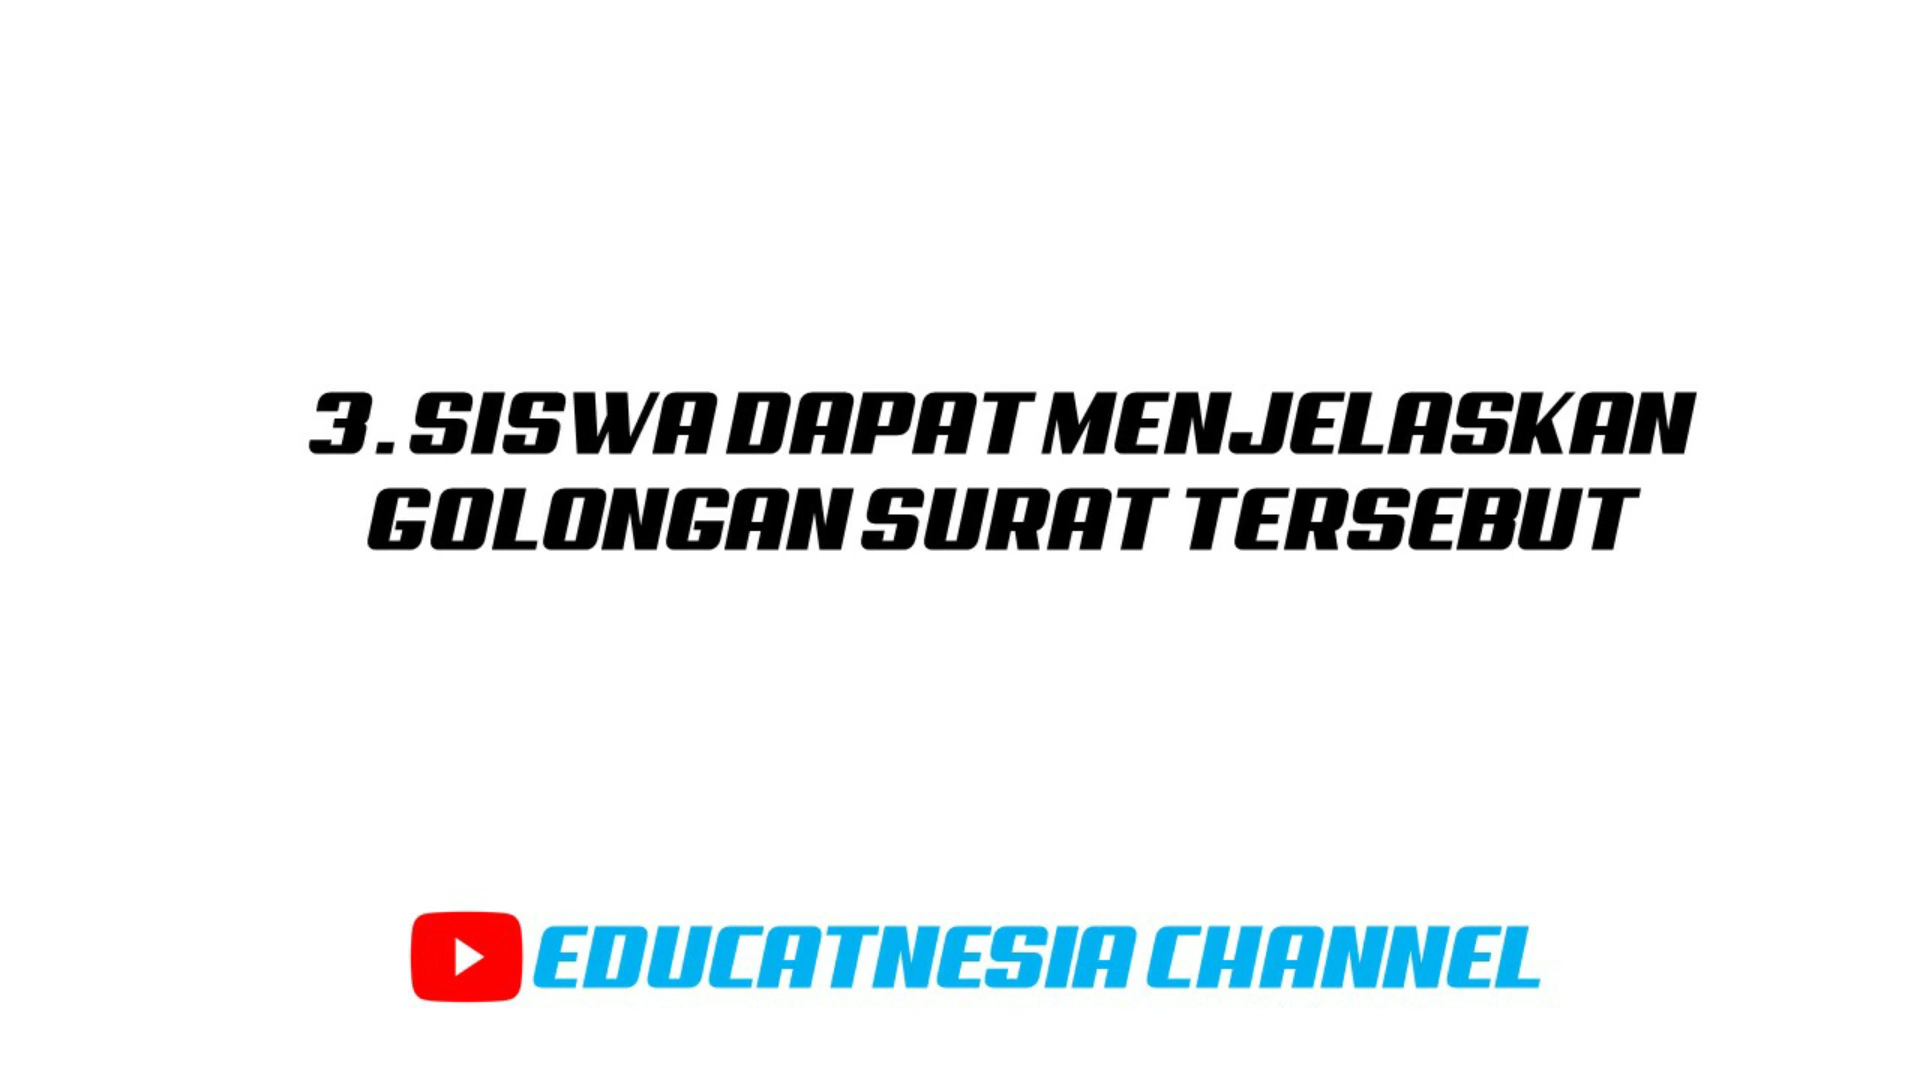 3. SISWA DAPAT MENJELASKAN
GOLONGAN SURAT TERSEBUT
EDUCATNESIA CHANNEL